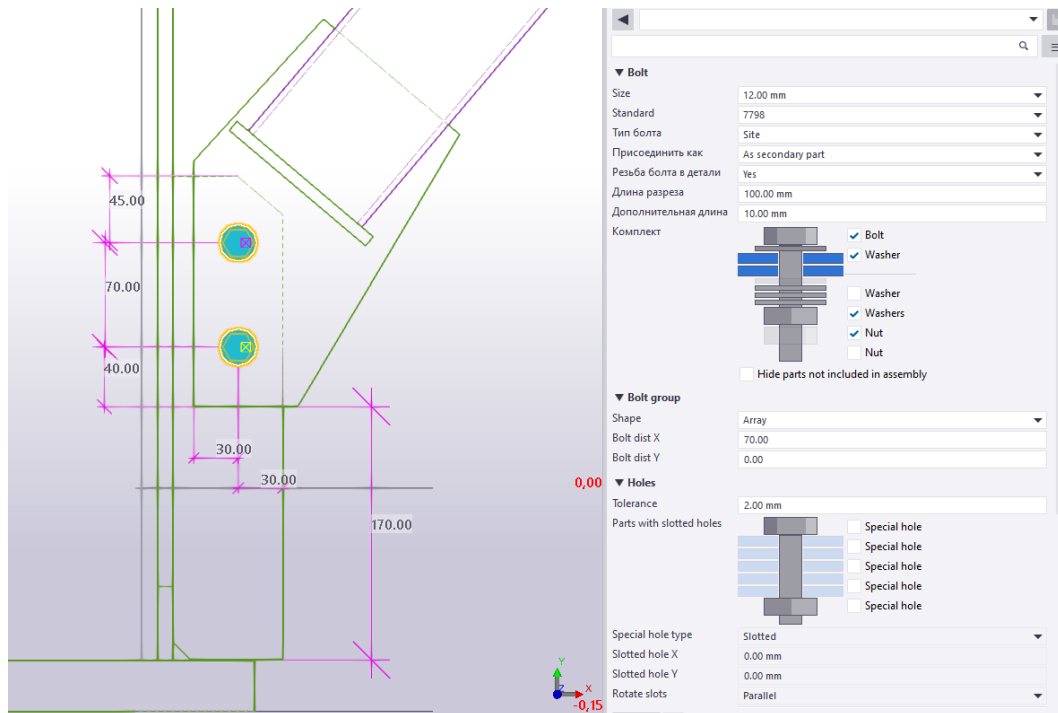 45.00
70.00
40.00
30.00
30.00
0,00
170.00
Y
Z
X
-0,15
Bolt
Size 12.00 mm
Standard 7798
Тип болта Site
Присоединить как As secondary part
Резьба болта в детали Yes
Длина разреза 100.00 mm
Дополнительная длина 10.00 mm
Комплект
Bolt
Washer
Washer
Washers
Nut
Nut
Hide parts not included in assembly
Bolt group
Shape Array
Bolt dist X 70.00
Bolt dist Y 0.00
Holes
Tolerance 2.00 mm
Parts with slotted holes
Special hole
Special hole
Special hole
Special hole
Special hole
Special hole type Slotted
Slotted hole X 0.00 mm
Slotted hole Y 0.00 mm
Rotate slots Parallel